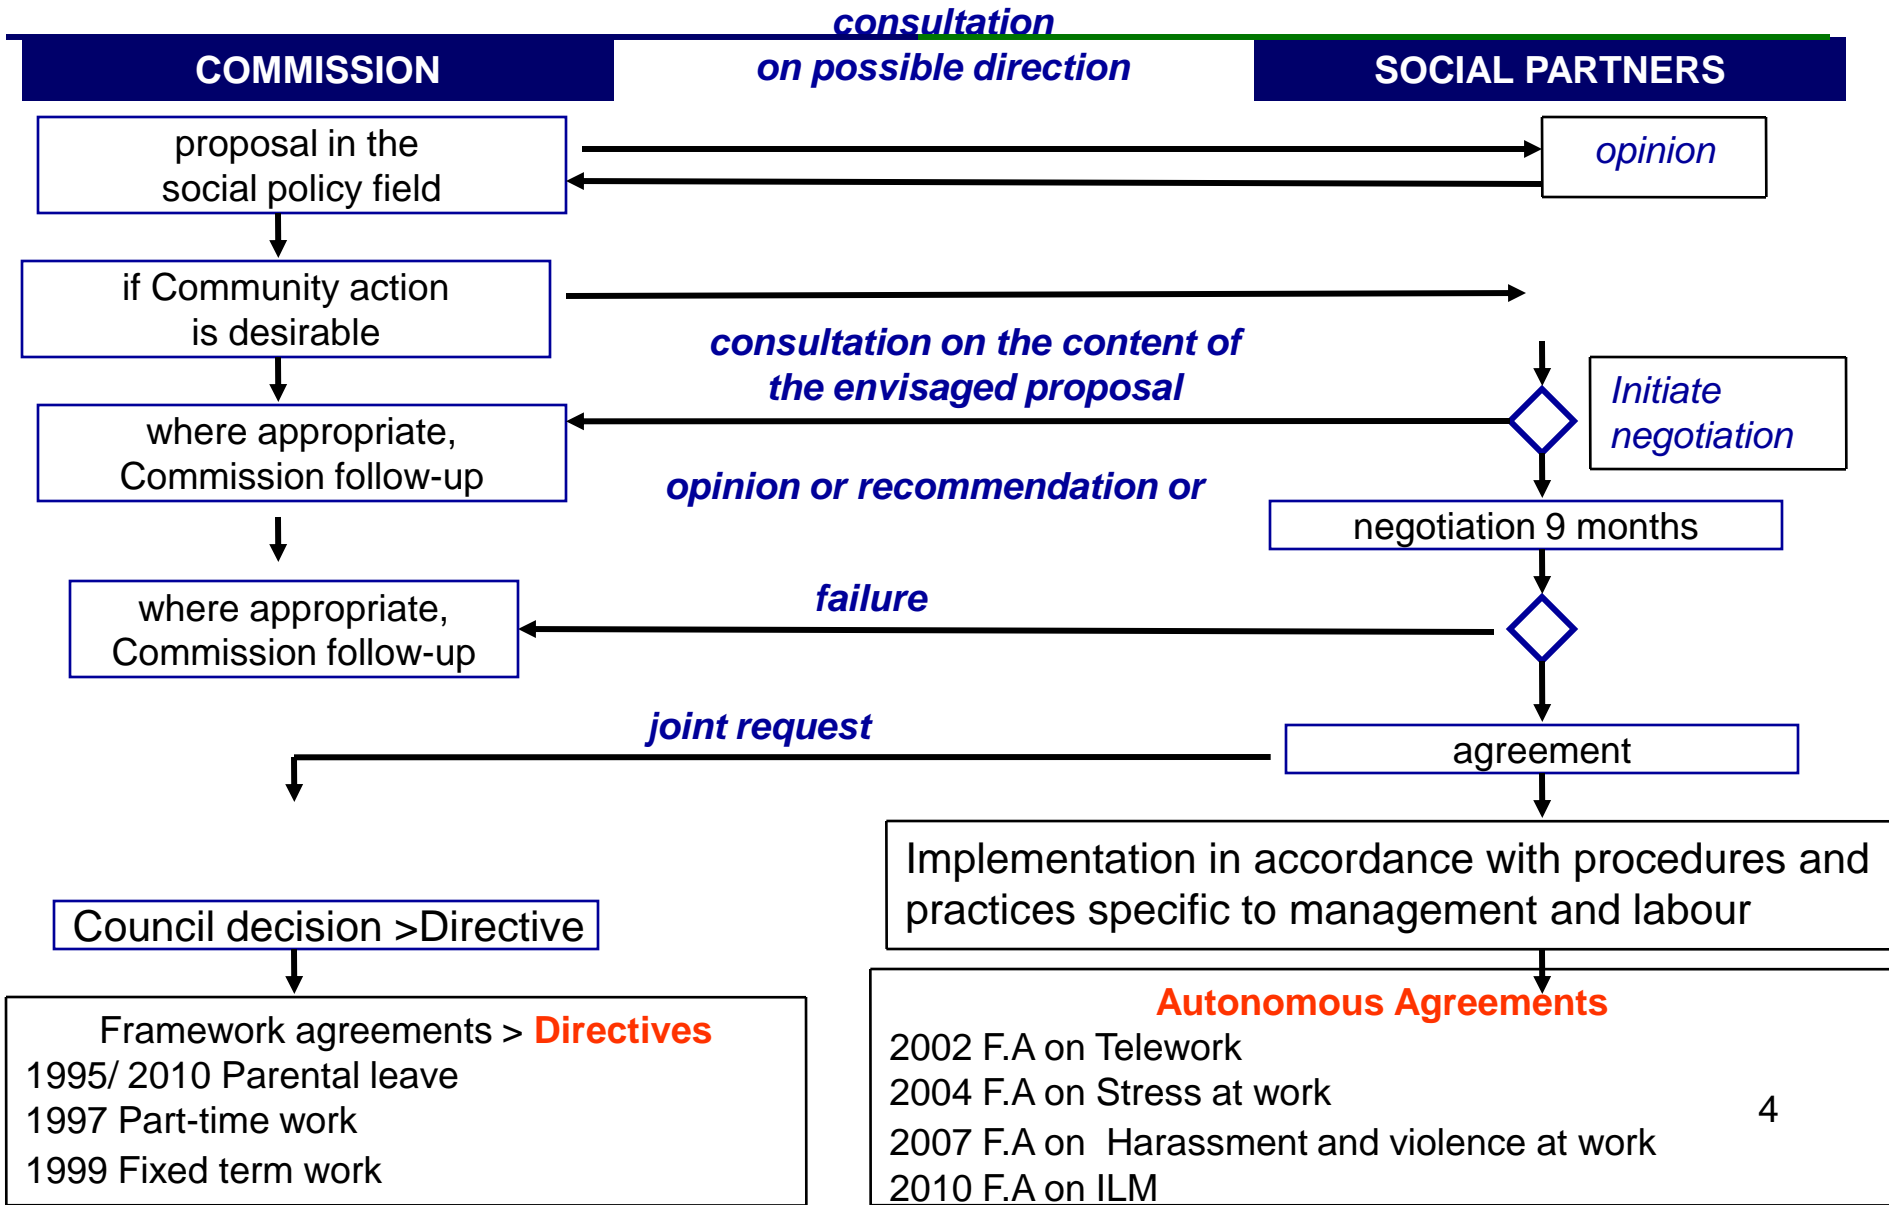 consultation
on possible direction
COMMISSION
SOCIAL PARTNERS
proposal in the
social policy field
opinion
if Community action
is desirable
consultation on the content of
the envisaged proposal
Initiate
negotiation
where appropriate,
Commission follow-up
opinion or recommendation or
negotiation 9 months
where appropriate,
Commission follow-up
failure
joint request
agreement
Implementation in accordance with procedures and
practices specific to management and labour
Council decision >Directive
Framework agreements > Directives
1995/ 2010 Parental leave
1997 Part-time work
1999 Fixed term work
Autonomous Agreements
2002 F.A on Telework
2004 F.A on Stress at work
2007 F.A on  Harassment and violence at work
2010 F.A on ILM
4